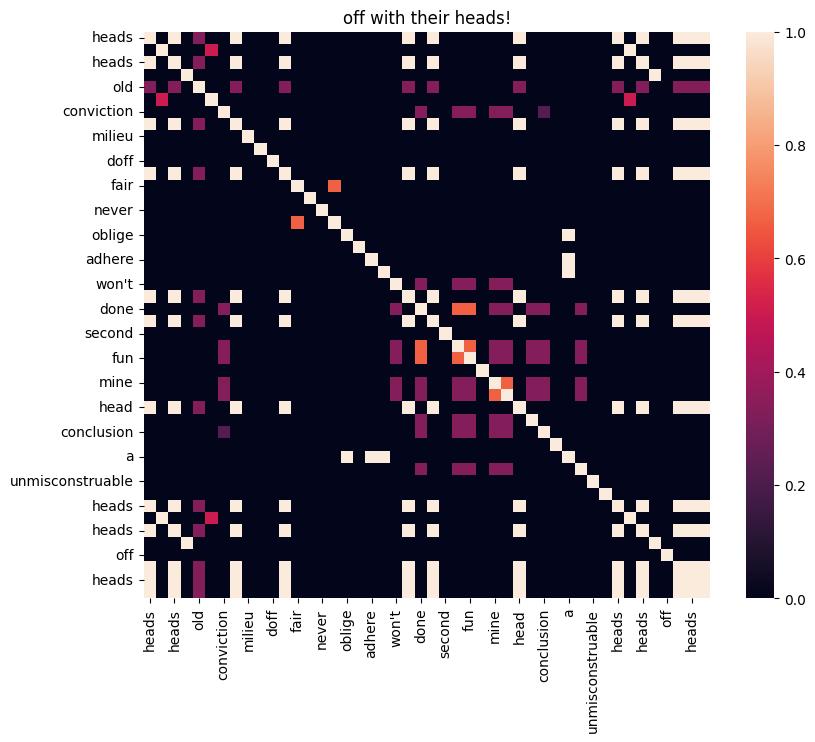 off with their heads!
heads
heads
old
conviction
milieu
doff
fair
never
oblige
adhere
won't
done
second
fun
mine
head
conclusion
a
unmisconstruable
heads
heads
off
heads
heads
heads
old
conviction
milieu
doff
fair
never
oblige
adhere
won't
done
second
fun
mine
head
conclusion
a
unmisconstruable
heads
heads
off
heads
1.0
0.8
0.6
0.4
0.2
0.0